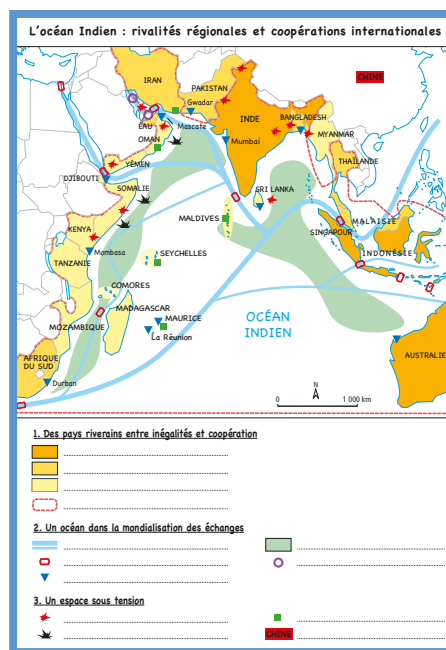 L'océan Indien : rivalités régionales et coopérations internationales
IRAN
PAKISTAN
CHINE
Gwadar
EAU
Mascate
OMAN
INDE
BANGLADESH
Mumbai
MYANMAR
YÉMEN
THAÏLANDE
DJIBOUTI
SOMALIE
SRI LANKA
MALDIVES
MALAISIE
KENYA
SINGAPOUR
SEYCHELLES
INDONÉSIE
Mombasa
TANZANIE
COMORES
MADAGASCAR
MAURICE
OCÉAN
INDIEN
MOZAMBIQUE
La Réunion
AFRIQUE
DU SUD
AUSTRALIE
Durban
N
0 1 000 km
1. Des pays riverains entre inégalités et coopération
2. Un océan dans la mondialisation des échanges
3. Un espace sous tension
CHINE